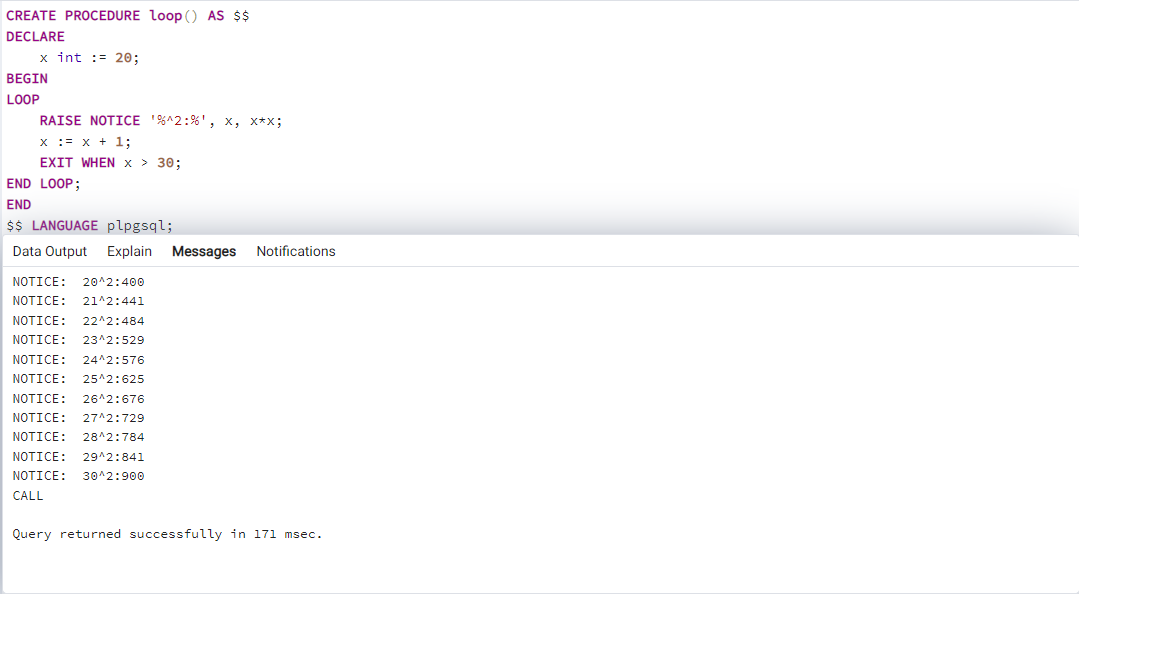 CREATE PROCEDURE loop() AS $$
DECLARE
    x int := 20;
BEGIN
LOOP
    RAISE NOTICE '%^2:%', x, x*x;
    x := x + 1;
    EXIT WHEN x > 30;
END LOOP;
END
$$ LANGUAGE plpgsql;
Data Output Explain Messages Notifications
NOTICE:  20^2:400
NOTICE:  21^2:441
NOTICE:  22^2:484
NOTICE:  23^2:529
NOTICE:  24^2:576
NOTICE:  25^2:625
NOTICE:  26^2:676
NOTICE:  27^2:729
NOTICE:  28^2:784
NOTICE:  29^2:841
NOTICE:  30^2:900
CALL
Query returned successfully in 171 msec.